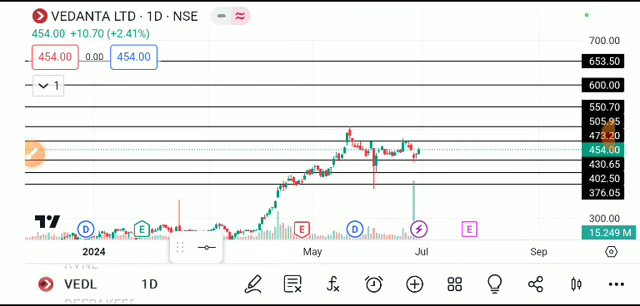 VEDANTA LTD · 1D · NSE
454.00 +10.70 (+2.41%)
454.00 0.00 454.00
1
700.00
653.50
600.00
550.70
505.95
473.20
454.00
430.65
402.50
376.05
300.00
15.249 M
D E E D E
2024 May Jul Sep
RVNL
VEDL 1D